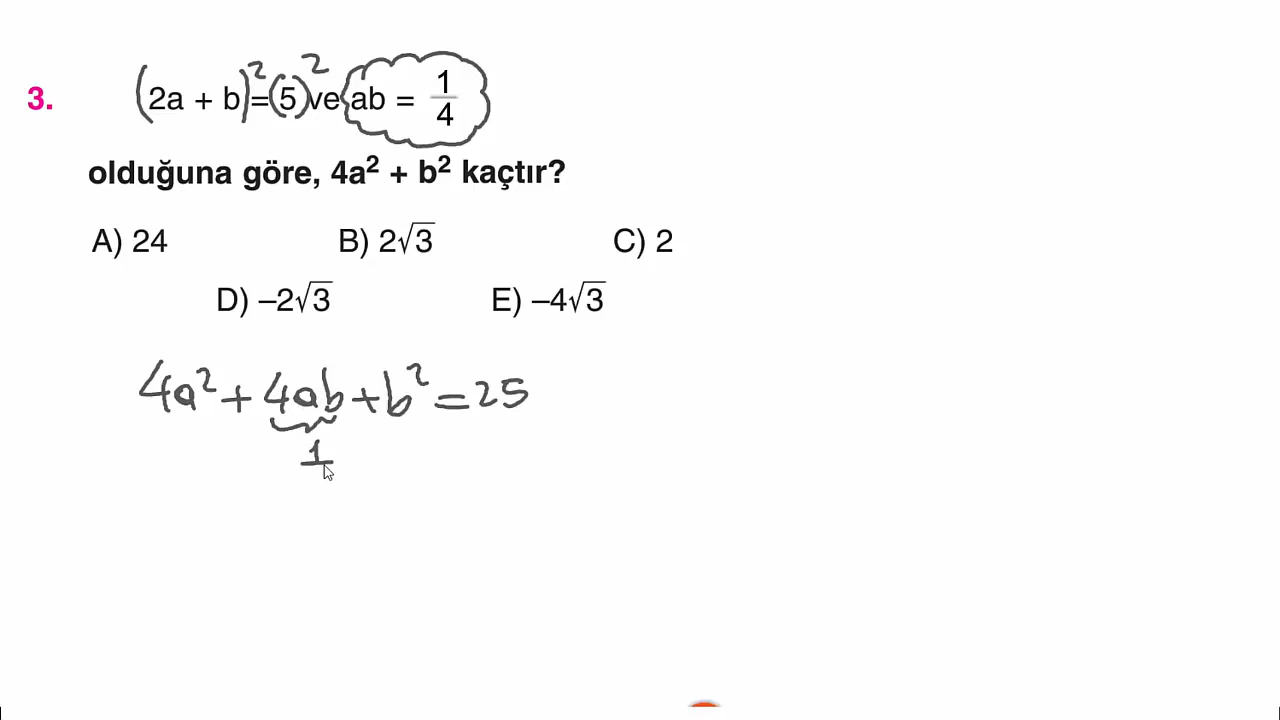 3. (2a + b)² = (5)² ve ab = 1/4
olduğuna göre, 4a² + b² kaçtır?
A) 24 B) 2√3 C) 2
D) –2√3 E) –4√3
4a² + 4ab + b² = 25
1